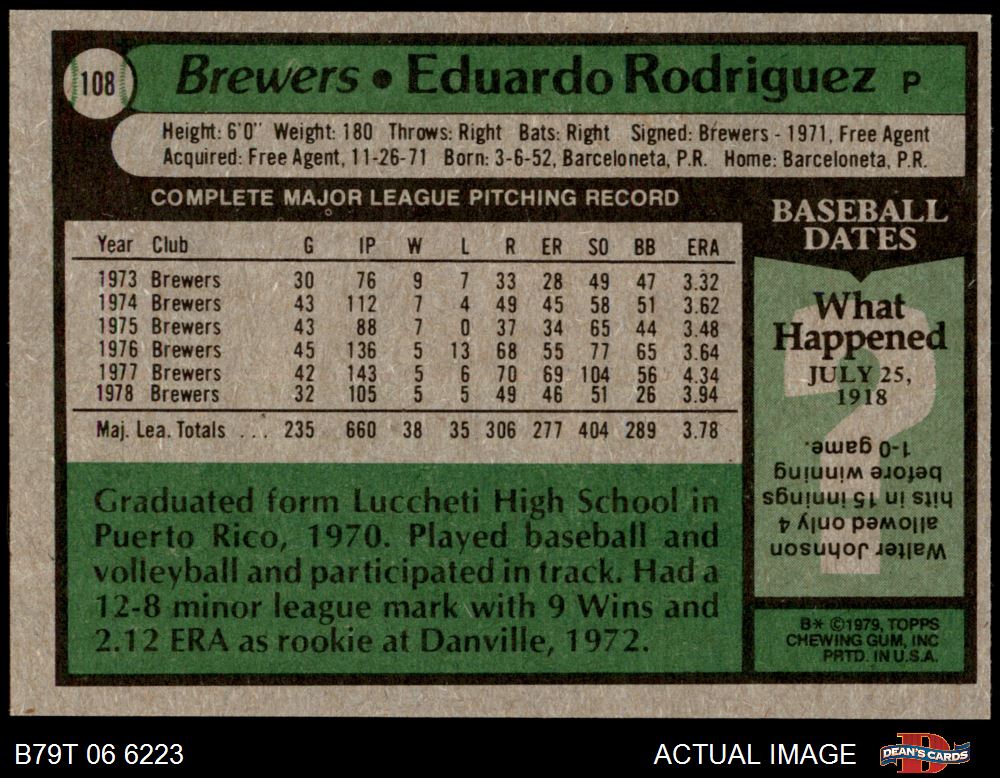 108
Brewers • Eduardo Rodriguez P
Height: 6'0" Weight: 180 Throws: Right Bats: Right Signed: Brewers - 1971, Free Agent
Acquired: Free Agent, 11-26-71 Born: 3-6-52, Barceloneta, P.R. Home: Barceloneta, P.R.
COMPLETE MAJOR LEAGUE PITCHING RECORD
Year Club G IP W L R ER SO BB ERA
1973 Brewers 30 76 9 7 33 28 49 47 3.32
1974 Brewers 43 112 7 4 49 45 58 51 3.62
1975 Brewers 43 88 7 0 37 34 65 44 3.48
1976 Brewers 45 136 5 13 68 55 77 65 3.64
1977 Brewers 42 143 5 6 70 69 104 56 4.34
1978 Brewers 32 105 5 5 49 46 51 26 3.94
Maj. Lea. Totals ... 235 660 38 35 306 277 404 289 3.78
Graduated form Luccheti High School in
Puerto Rico, 1970. Played baseball and
volleyball and participated in track. Had a
12-8 minor league mark with 9 Wins and
2.12 ERA as rookie at Danville, 1972.
BASEBALL
DATES
What
Happened
JULY 25,
1918
?
Walter Johnson
allowed only 4
hits in 15 innings
before winning
1-0 game.
B* ©1979, TOPPS
CHEWING GUM, INC
PRTD. IN U.S.A.
B79T 06 6223
ACTUAL IMAGE
D
DEAN'S CARDS